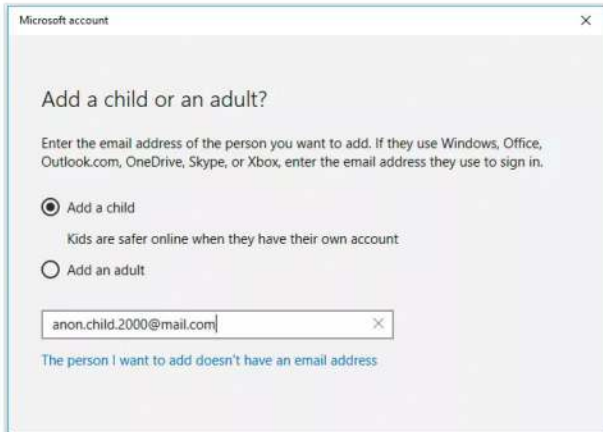 Microsoft account
Add a child or an adult?
Enter the email address of the person you want to add. If they use Windows, Office,
Outlook.com, OneDrive, Skype, or Xbox, enter the email address they use to sign in.
Add a child
Kids are safer online when they have their own account
Add an adult
anon.child.2000@mail.com
The person I want to add doesn't have an email address